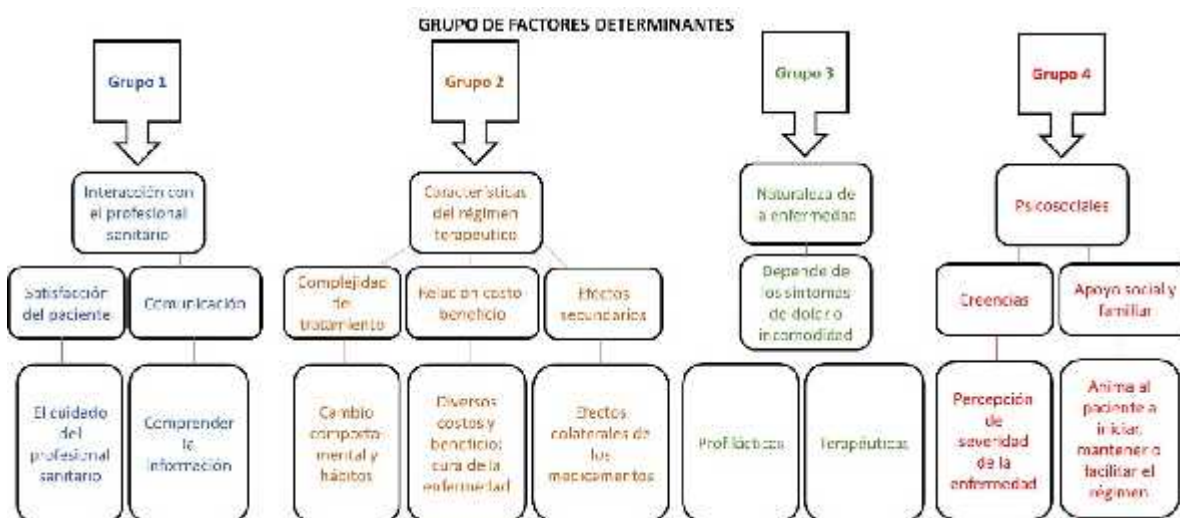 GRUPO DE FACTORES DETERMINANTES
Grupo 1
Grupo 2
Grupo 3
Grupo 4
Interacción con
el profesional
sanitario
Características
del régimen
terapeutico
Naturaleza de
a enfermedad
Psicosociales
Satisfacción
del paciente
Comunicación
Complejidad
de
tratamiento
Relación costo
beneficio
Efectos
secundarios
Depende de
los síntomas
de dolor o
incomodidad
Creencias
Apoyo social y
familiar
El cuidado
del
profesional
sanitario
Comprender
la
información
Cambio
comporta-
mental y
hábitos
Diversos
costos y
beneficio:
cura de la
enfermedad
Efectos
colaterales de
los
medicamentos
Profilácticas
Terapéuticas
Percepción
de
severidad
de la
enfermedad
Anima al
paciente a
iniciar,
mantener o
facilitar el
régimen